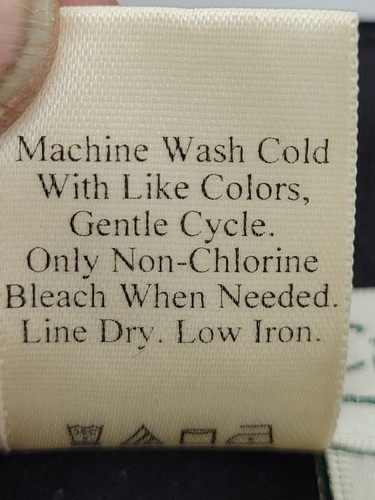 Machine Wash Cold
With Like Colors,
Gentle Cycle.
Only Non-Chlorine
Bleach When Needed.
Line Dry. Low Iron.